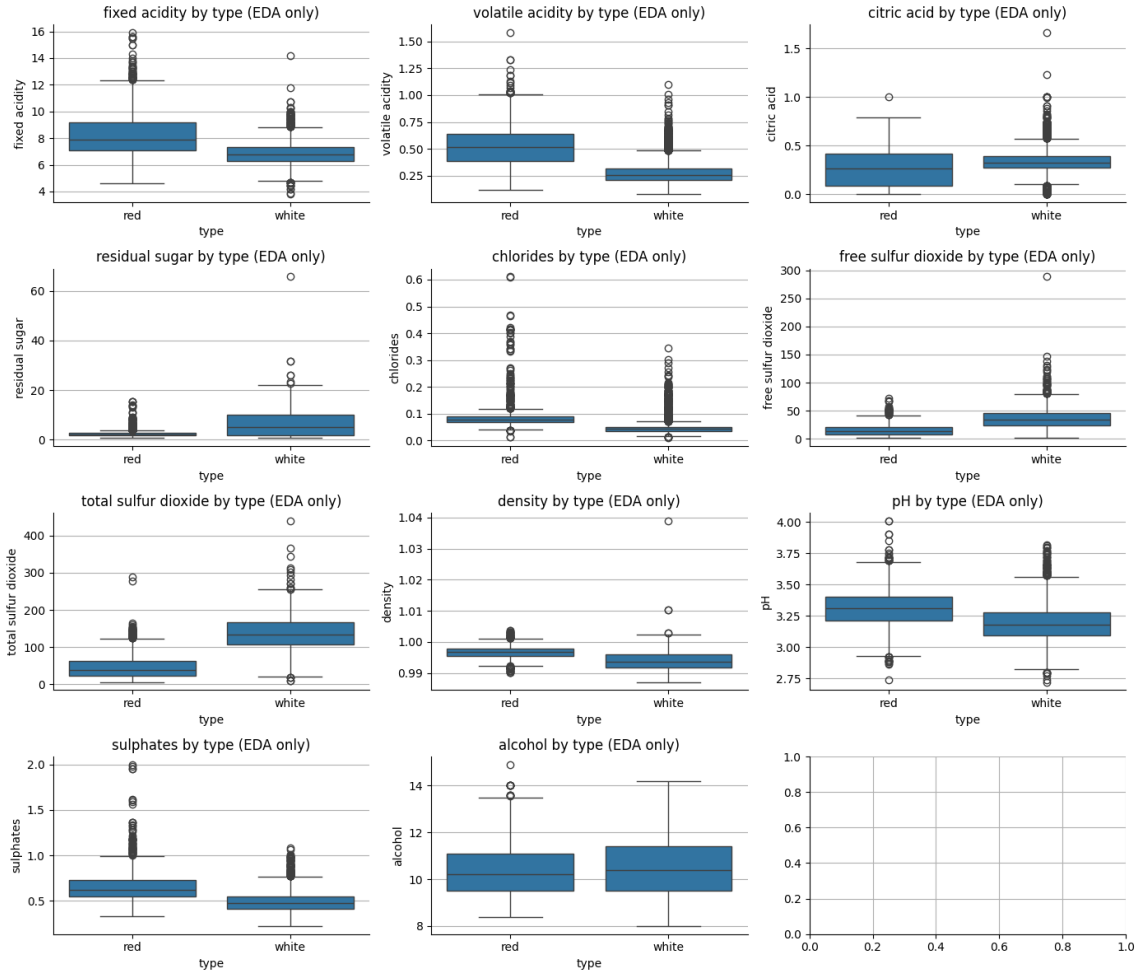 fixed acidity by type (EDA only)
fixed acidity
16
14
12
10
8
6
4
red
white
type
volatile acidity by type (EDA only)
volatile acidity
1.50
1.25
1.00
0.75
0.50
0.25
red
white
type
citric acid by type (EDA only)
citric acid
1.5
1.0
0.5
0.0
red
white
type
residual sugar by type (EDA only)
residual sugar
60
40
20
0
red
white
type
chlorides by type (EDA only)
chlorides
0.6
0.5
0.4
0.3
0.2
0.1
0.0
red
white
type
free sulfur dioxide by type (EDA only)
free sulfur dioxide
300
250
200
150
100
50
0
red
white
type
total sulfur dioxide by type (EDA only)
total sulfur dioxide
400
300
200
100
0
red
white
type
density by type (EDA only)
density
1.04
1.03
1.02
1.01
1.00
0.99
red
white
type
pH by type (EDA only)
pH
4.00
3.75
3.50
3.25
3.00
2.75
red
white
type
sulphates by type (EDA only)
sulphates
2.0
1.5
1.0
0.5
red
white
type
alcohol by type (EDA only)
alcohol
14
12
10
8
red
white
type
1.0
0.8
0.6
0.4
0.2
0.0
0.0
0.2
0.4
0.6
0.8
1.0